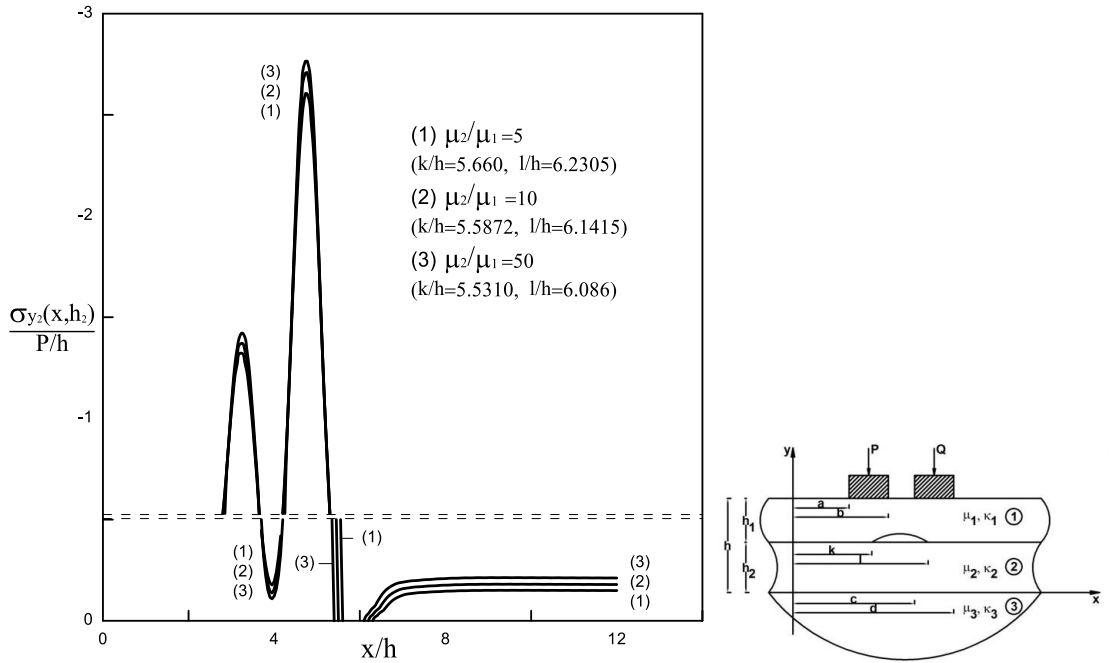 -3
(3)
(2)
(1)
(1) μ₂/μ₁=5
(k/h=5.660, l/h=6.2305)
-2
(2) μ₂/μ₁=10
(k/h=5.5872, l/h=6.1415)
(3) μ₂/μ₁=50
(k/h=5.5310, l/h=6.086)
σy₂(x,h₂)
P/h
-1
(1)
(2)
(3)
(3)
(1)
(3)
(2)
(1)
0
0 4 8 12
x/h
y
P Q
a
b
h₁
μ₁, κ₁ 1
h
k
l
h₂
μ₂, κ₂ 2
c
d
μ₃, κ₃ 3
x